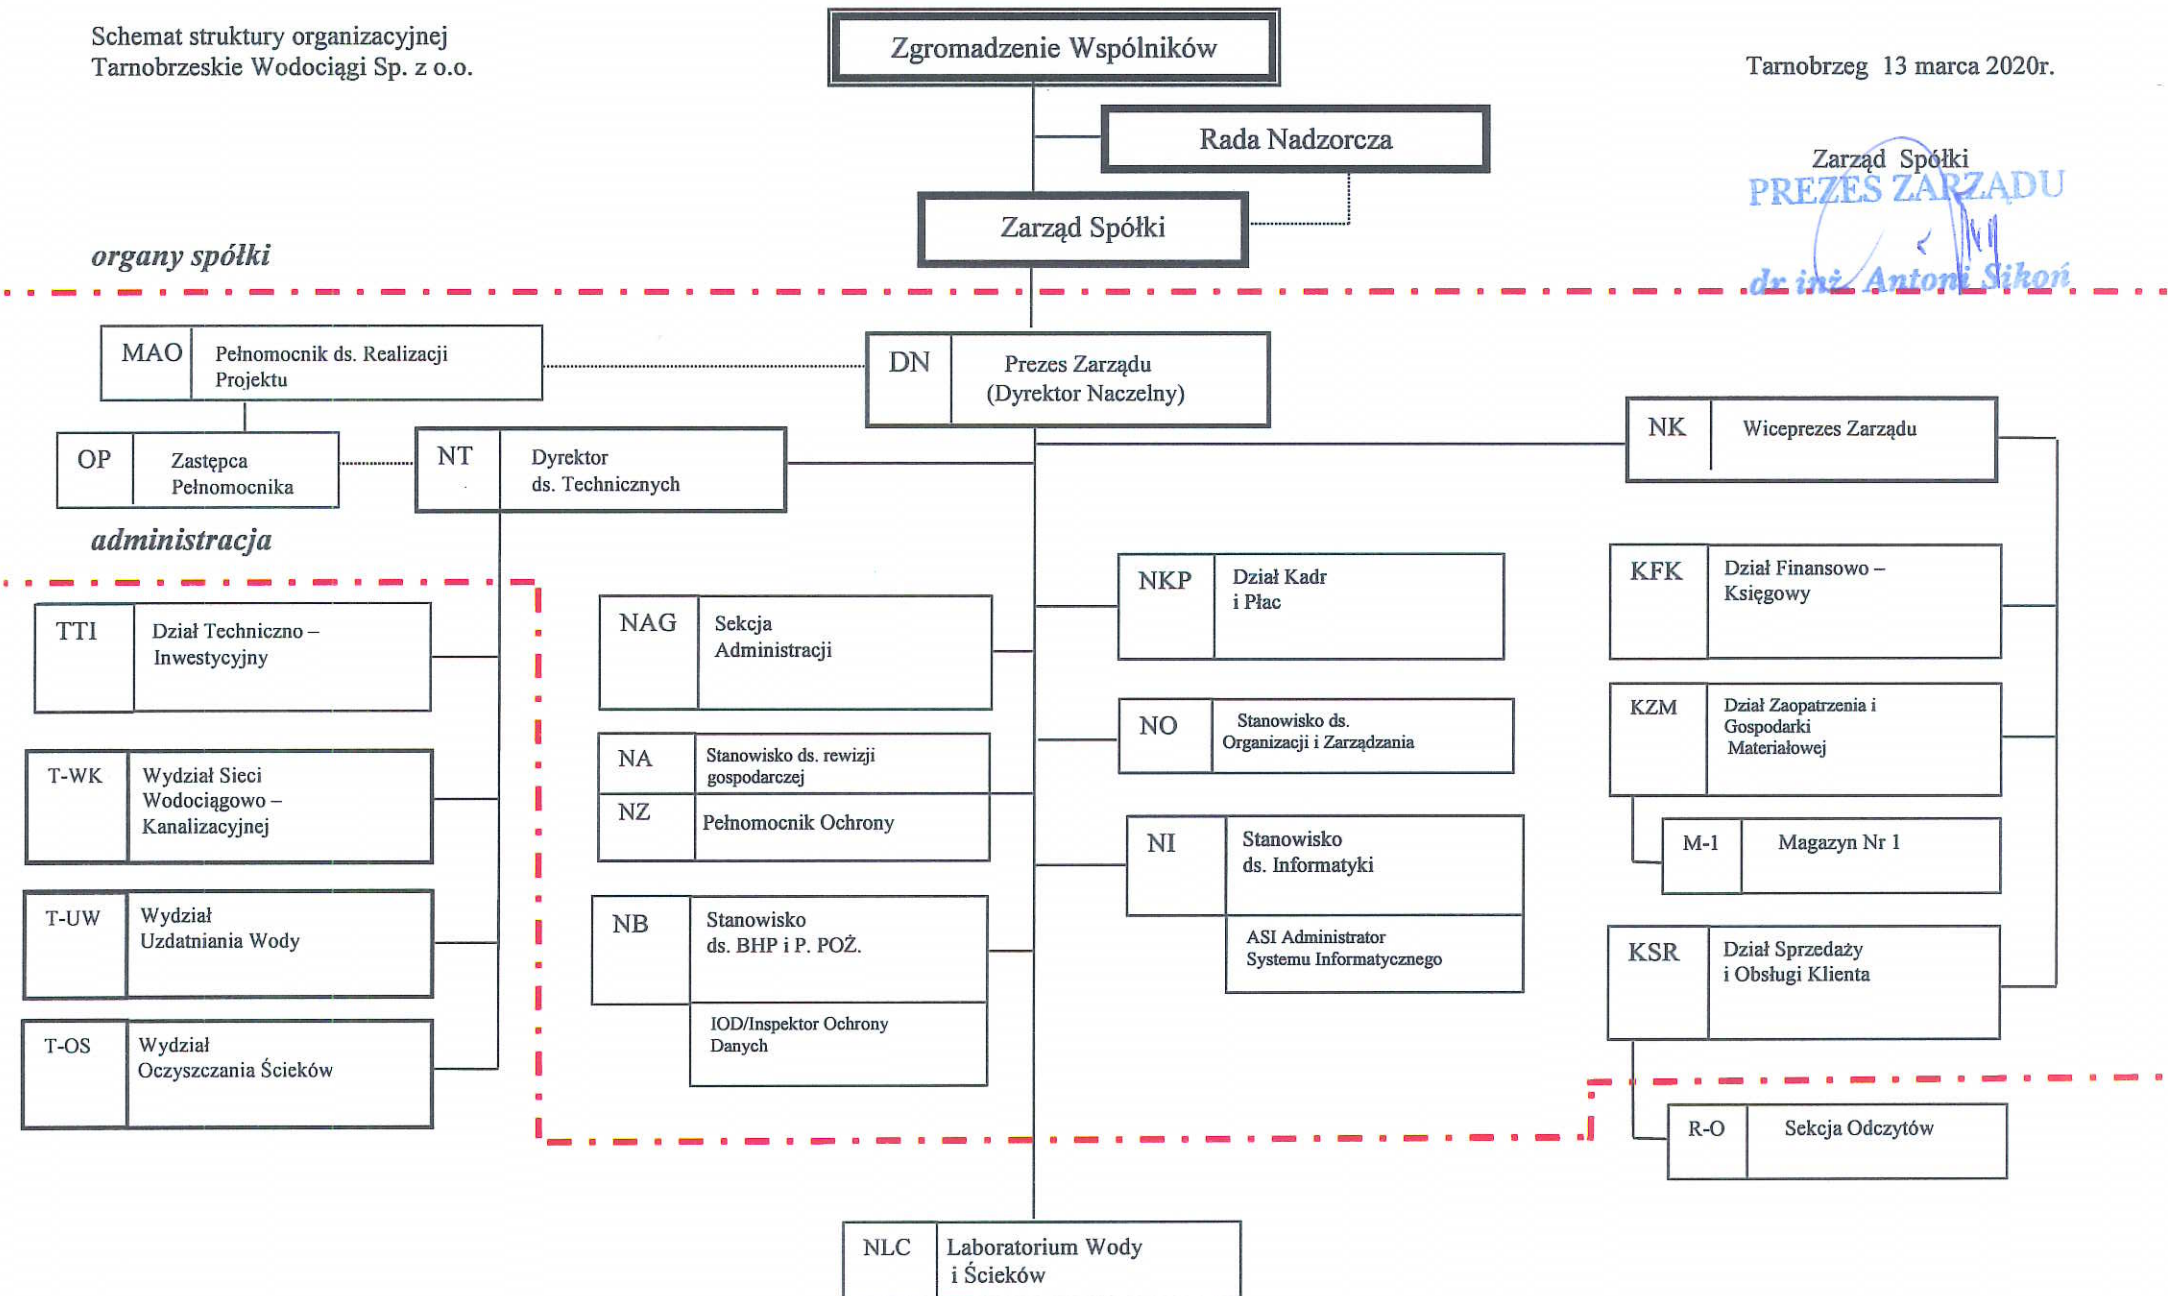 Schemat struktury organizacyjnej
Tarnobrzeskie Wodociągi Sp. z o.o.
Zgromadzenie Wspólników
Tarnobrzeg 13 marca 2020r.
Rada Nadzorcza
Zarząd Spółki
PREZES ZARZĄDU
dr inż. Antoni Sikoń
Zarząd Spółki
organy spółki
MAO
Pełnomocnik ds. Realizacji
Projektu
DN
Prezes Zarządu
(Dyrektor Naczelny)
NK
Wiceprezes Zarządu
OP
Zastępca
Pełnomocnika
NT
Dyrektor
ds. Technicznych
administracja
TTI
Dział Techniczno –
Inwestycyjny
T-WK
Wydział Sieci
Wodociągowo –
Kanalizacyjnej
T-UW
Wydział
Uzdatniania Wody
T-OS
Wydział
Oczyszczania Ścieków
NAG
Sekcja
Administracji
NA
Stanowisko ds. rewizji
gospodarczej
NZ
Pełnomocnik Ochrony
NB
Stanowisko
ds. BHP i P. POŻ.
IOD/Inspektor Ochrony
Danych
NKP
Dział Kadr
i Płac
NO
Stanowisko ds.
Organizacji i Zarządzania
NI
Stanowisko
ds. Informatyki
ASI Administrator
Systemu Informatycznego
KFK
Dział Finansowo –
Księgowy
KZM
Dział Zaopatrzenia i
Gospodarki
Materiałowej
M-1
Magazyn Nr 1
KSR
Dział Sprzedaży
i Obsługi Klienta
R-O
Sekcja Odczytów
NLC
Laboratorium Wody
i Ścieków